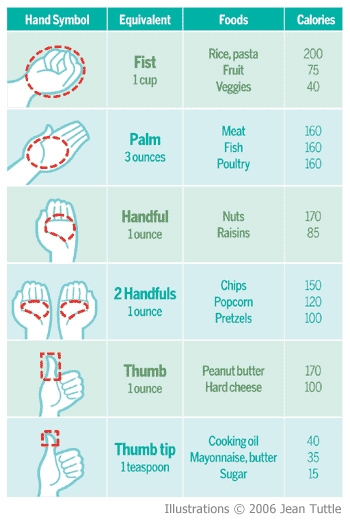 Hand Symbol Equivalent Foods Calories
Fist
1 cup
Rice, pasta 200
Fruit 75
Veggies 40
Palm
3 ounces
Meat 160
Fish 160
Poultry 160
Handful
1 ounce
Nuts 170
Raisins 85
2 Handfuls
1 ounce
Chips 150
Popcorn 120
Pretzels 100
Thumb
1 ounce
Peanut butter 170
Hard cheese 100
Thumb tip
1 teaspoon
Cooking oil 40
Mayonnaise, butter 35
Sugar 15
Illustrations © 2006 Jean Tuttle